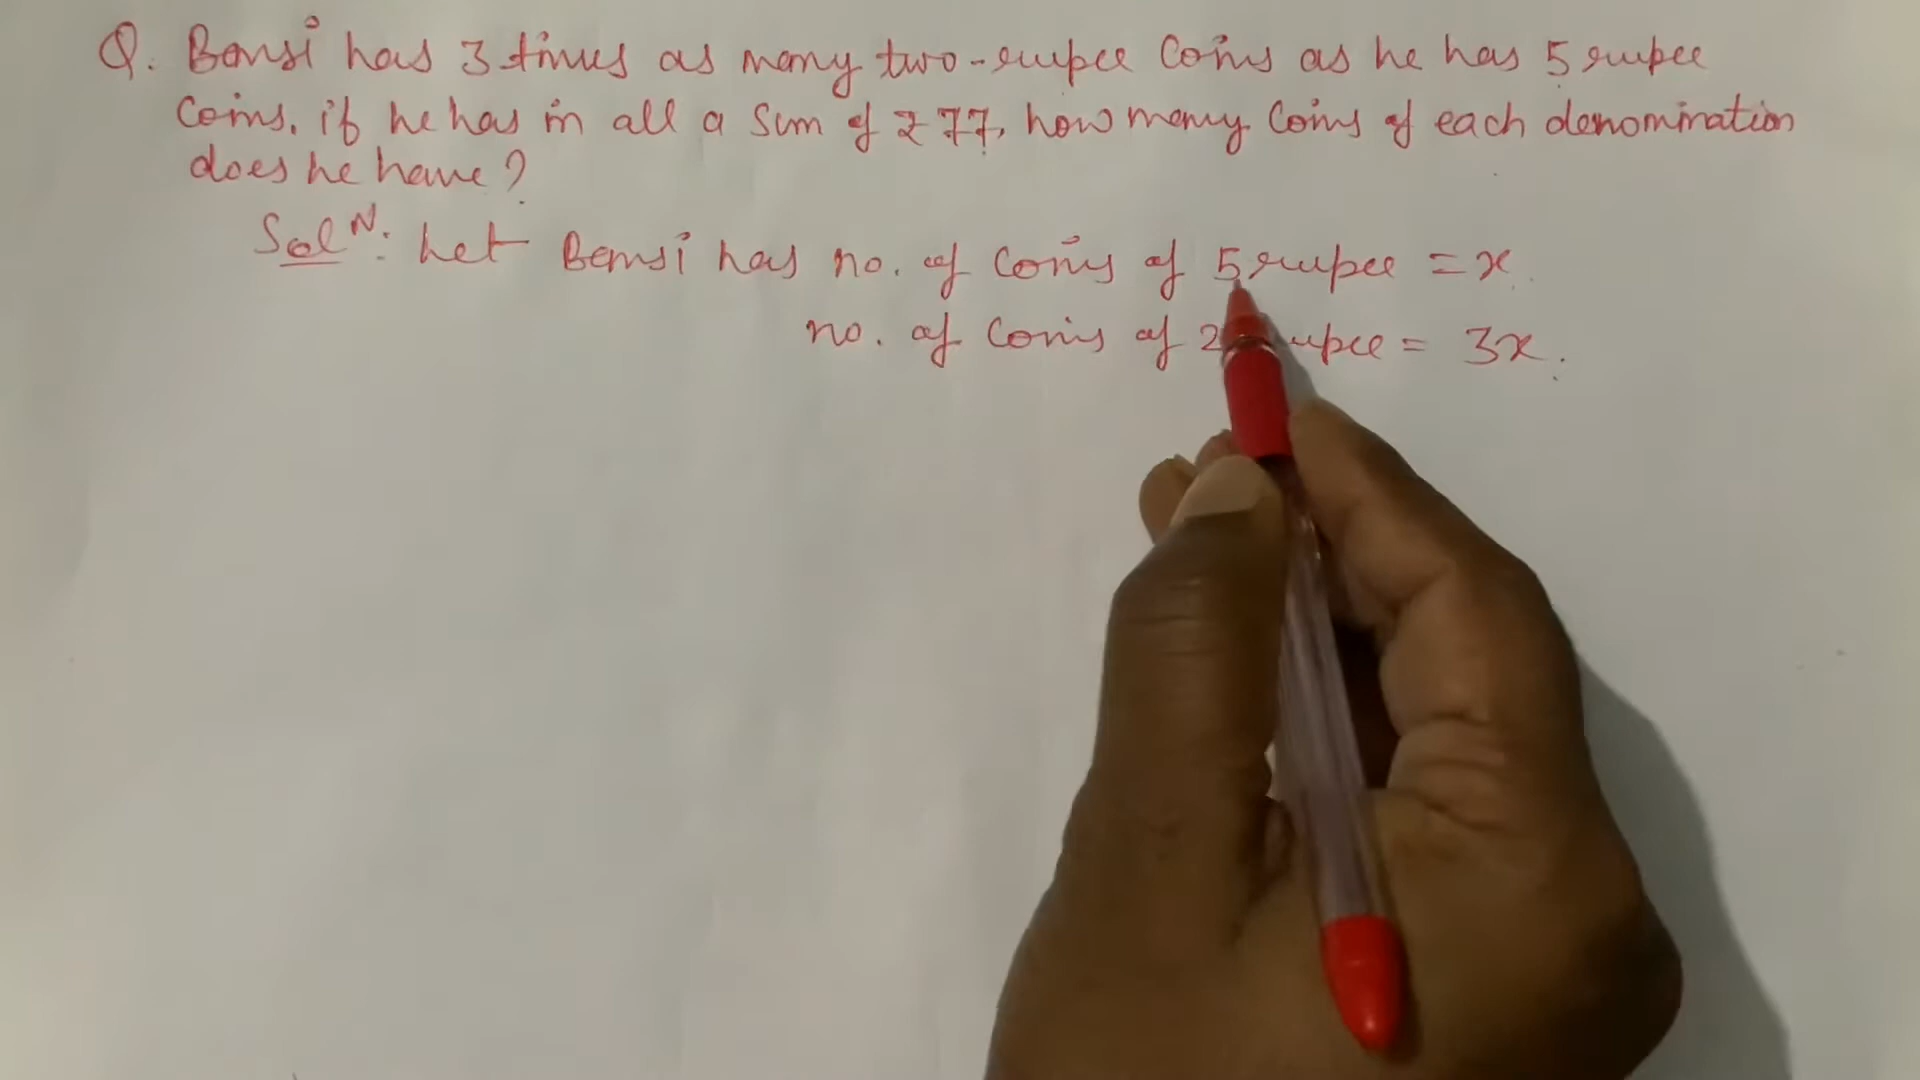 Q. Bansi has 3 times as many two-rupee coins as he has 5 rupee
coins. if he has in all a sum of ₹ 77, how many coins of each denomination
does he have?
Solᴺ: Let Bansi has no. of coins of 5 rupee = x
no. of coins of 2 rupee = 3x.